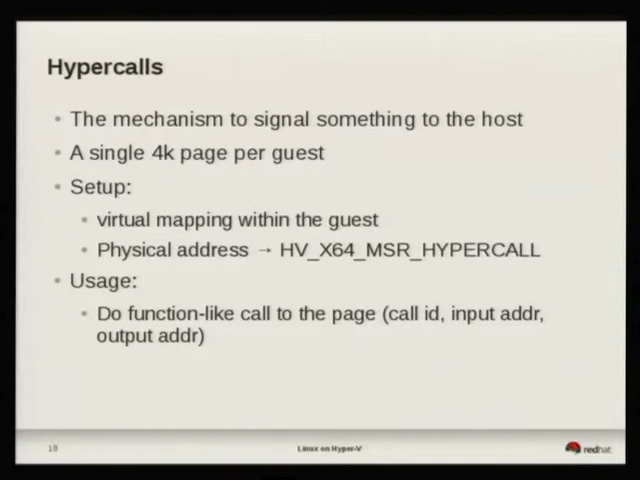 Hypercalls
• The mechanism to signal something to the host
• A single 4k page per guest
• Setup:
• virtual mapping within the guest
• Physical address → HV_X64_MSR_HYPERCALL
• Usage:
• Do function-like call to the page (call id, input addr,
output addr)
18
Linux on Hyper-V
redhat